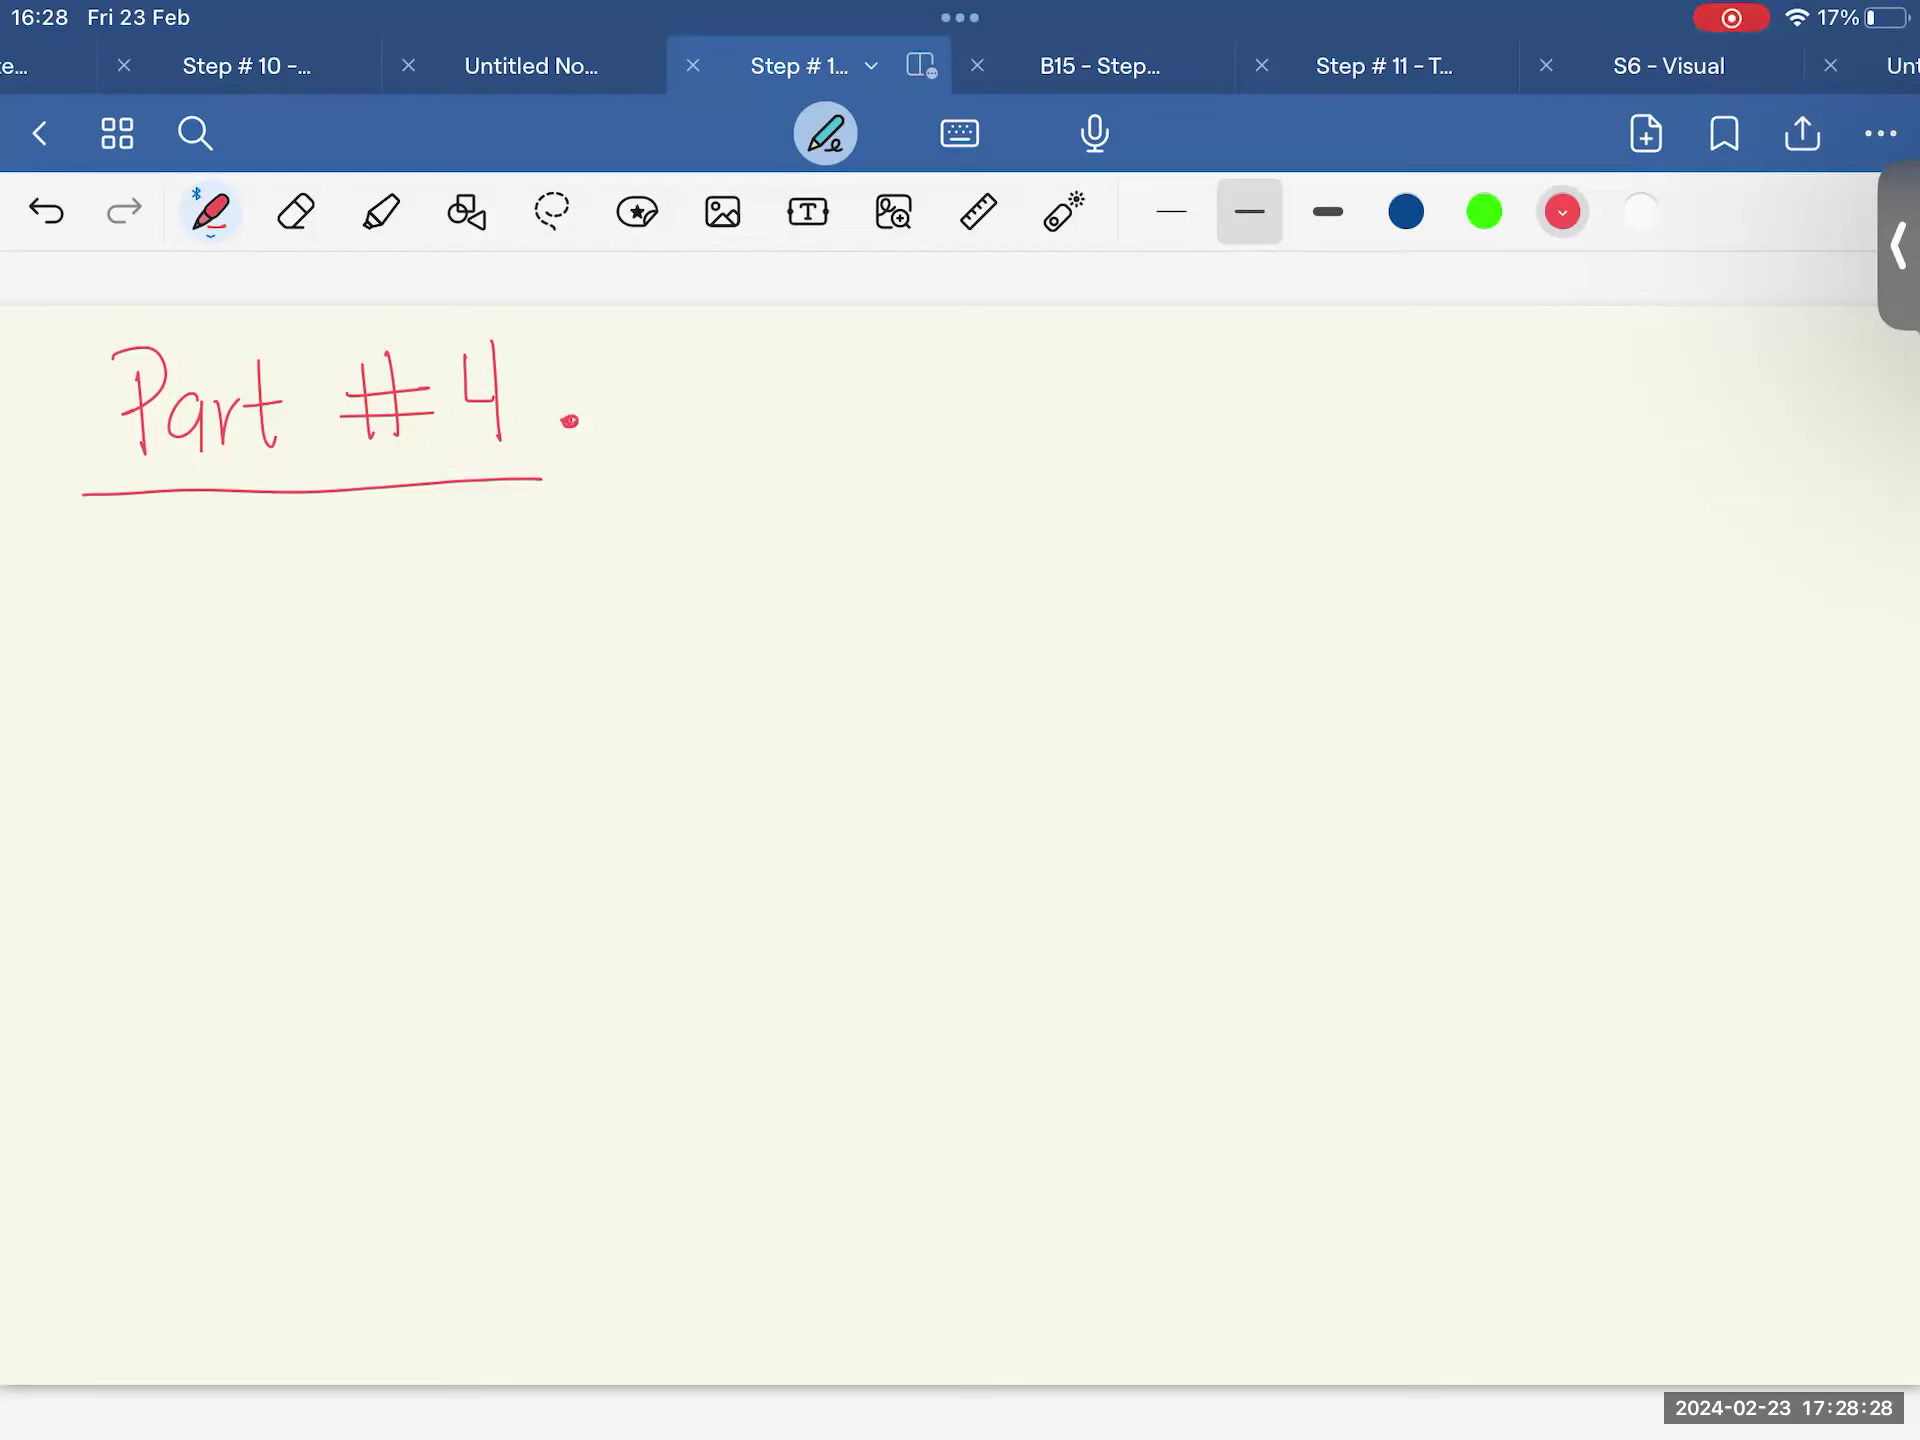 16:28 Fri 23 Feb 17%
e... Step # 10 -... Untitled No... Step # 1... B15 - Step... Step # 11 - T... S6 - Visual Unt
Part # 4 .
2024-02-23 17:28:28